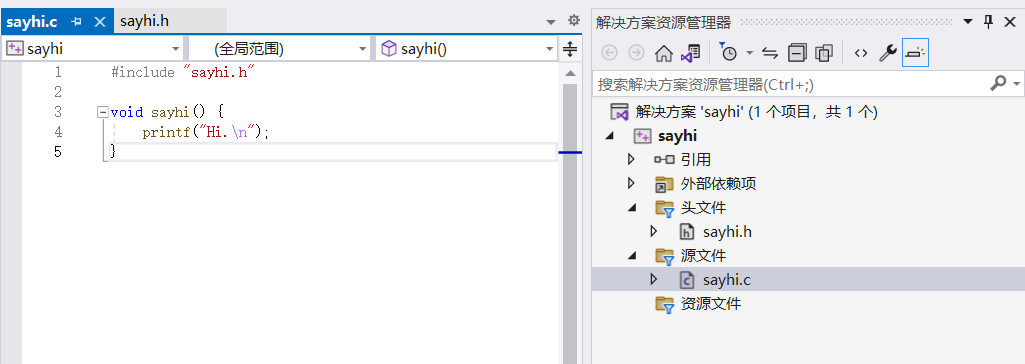 sayhi.c
sayhi.h
sayhi
(全局范围)
sayhi()
1
#include "sayhi.h"
2
3
void sayhi() {
4
printf("Hi.\n");
5
}
解决方案资源管理器
搜索解决方案资源管理器(Ctrl+;)
解决方案 'sayhi' (1 个项目，共 1 个)
sayhi
引用
外部依赖项
头文件
sayhi.h
源文件
sayhi.c
资源文件